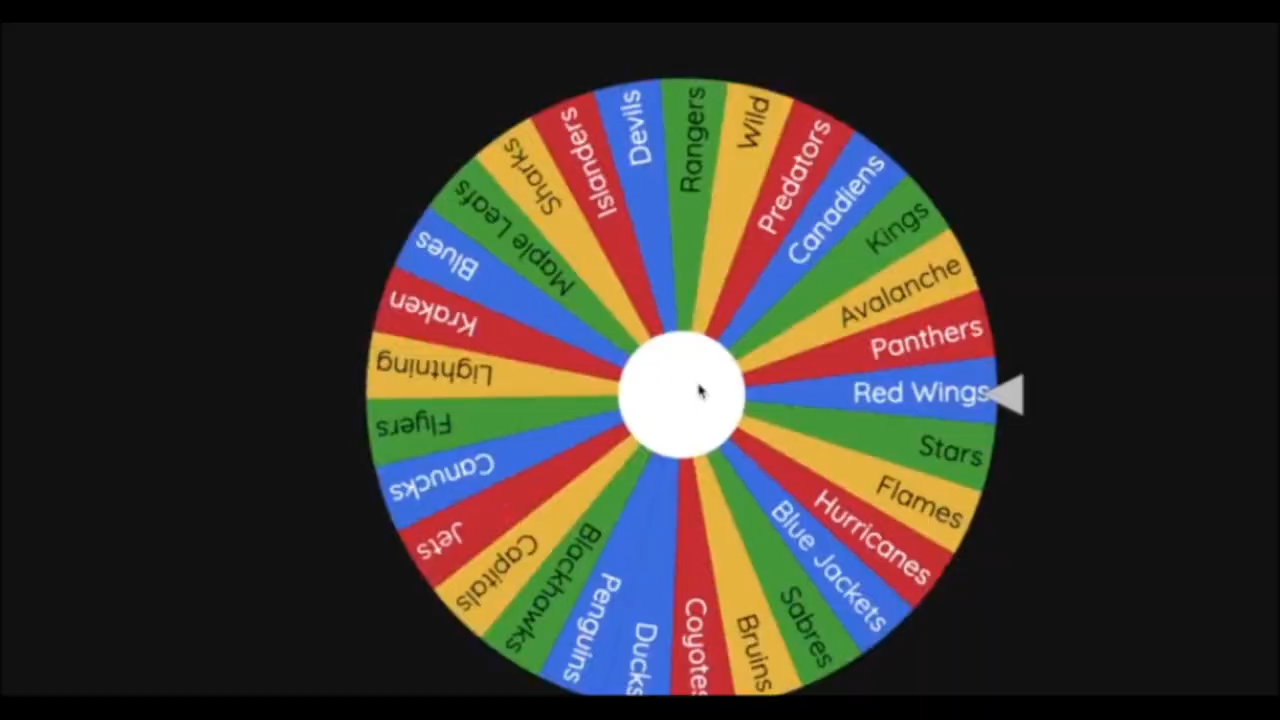 Rangers
Wild
Predators
Canadiens
Kings
Avalanche
Panthers
Red Wings
Stars
Flames
Hurricanes
Blue Jackets
Sabres
Bruins
Coyotes
Ducks
Penguins
Blackhawks
Capitals
Jets
Canucks
Flyers
Lightning
Kraken
Blues
Maple Leafs
Sharks
Islanders
Devils